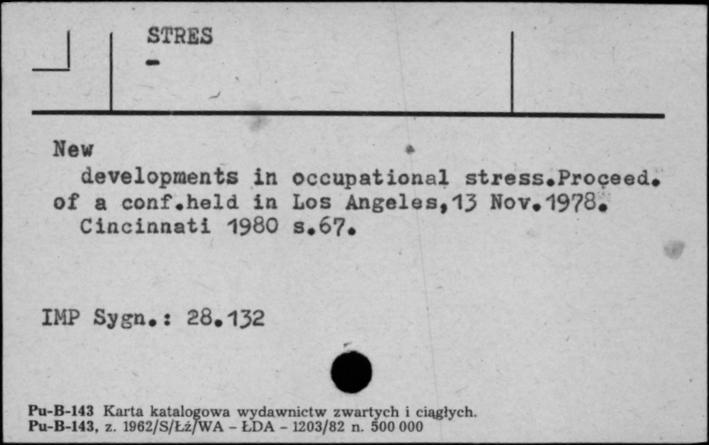 STRES
-
New
developments in occupational stress.Proceed.
of a conf.held in Los Angeles,13 Nov.1978.
Cincinnati 1980 s.67.
IMP Sygn.: 28.132
Pu-B-143 Karta katalogowa wydawnictw zwartych i ciągłych.
Pu-B-143, z. 1962/S/Łź/WA - ŁDA - 1203/82 n. 500 000